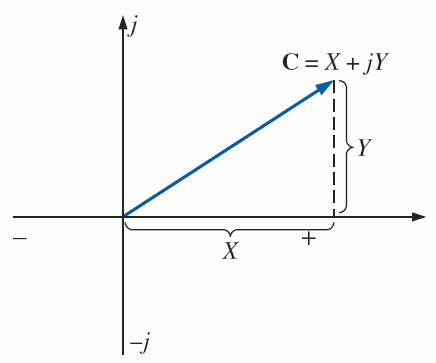 j
C = X + jY
Y
–
X
+
–j